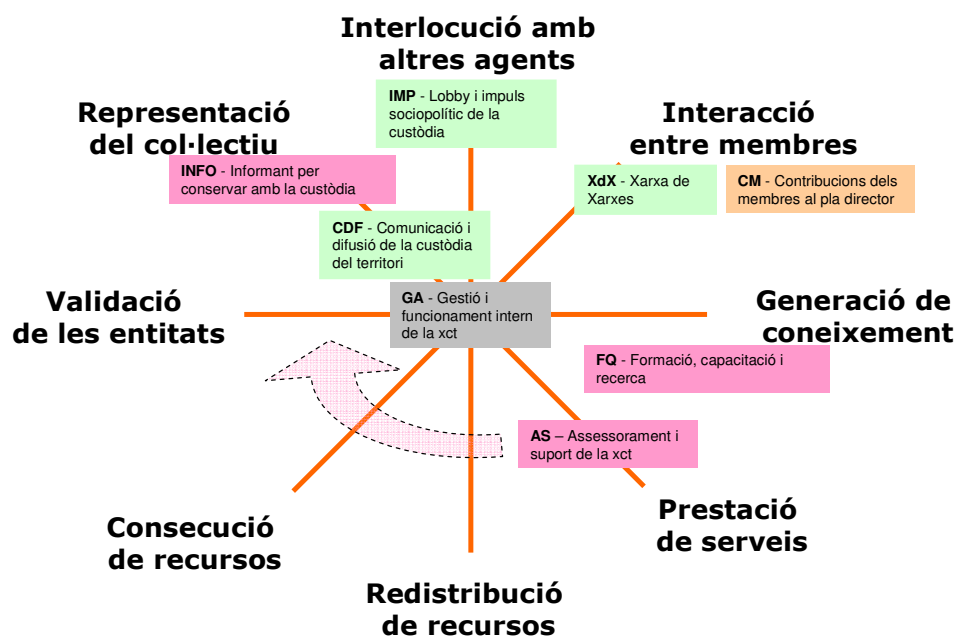 Interlocució amb
altres agents
IMP - Lobby i impuls
sociopolític de la
custòdia
Representació
del col·lectiu
INFO - Informant per
conservar amb la custòdia
Interacció
entre membres
XdX - Xarxa de
Xarxes
CM - Contribucions dels
membres al pla director
CDF - Comunicació i
difusió de la custòdia
del territori
Validació
de les entitats
GA - Gestió i
funcionament intern
de la xct
Generació de
coneixement
FQ - Formació, capacitació i
recerca
AS – Assessorament i
suport de la xct
Prestació
de serveis
Consecució
de recursos
Redistribució
de recursos